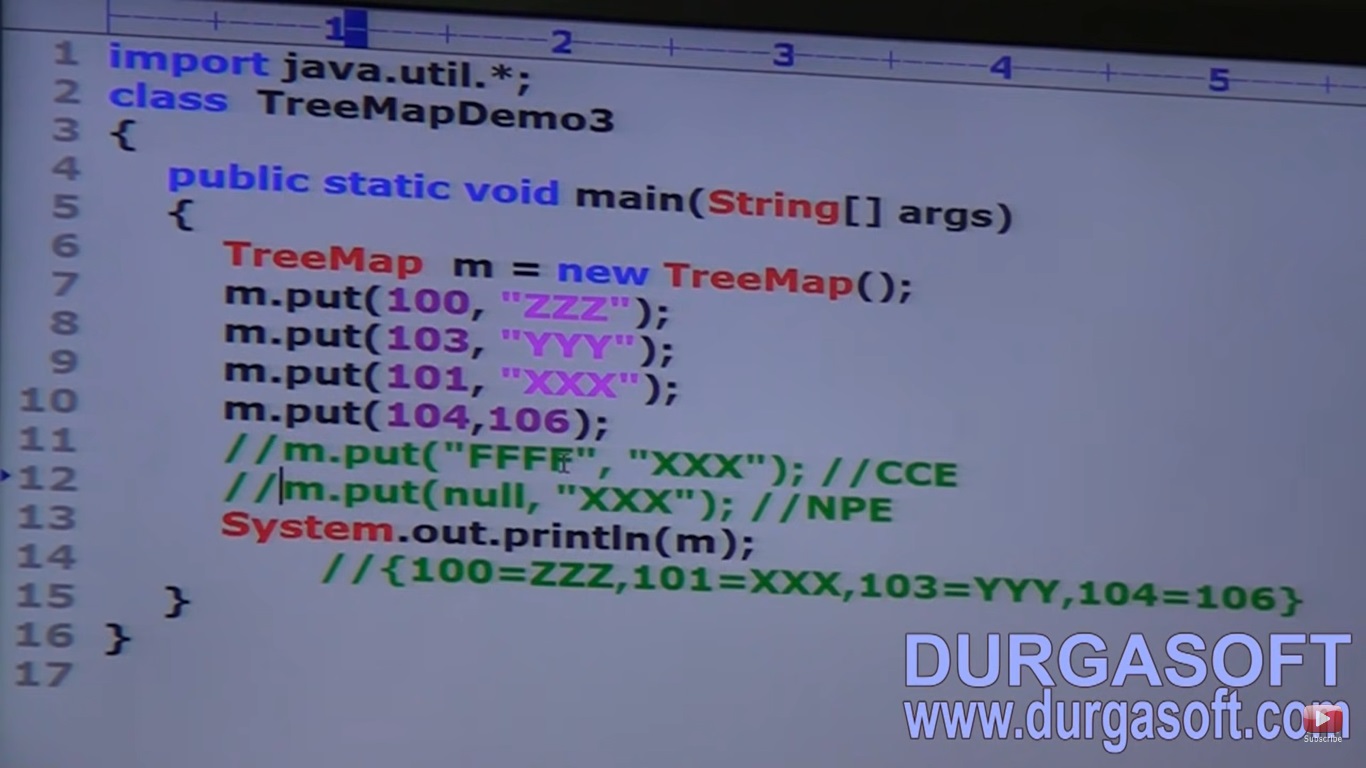 1 2 3 4 5
1 import java.util.*;
2 class TreeMapDemo3
3 {
4 public static void main(String[] args)
5 {
6 TreeMap m = new TreeMap();
7 m.put(100, "ZZZ");
8 m.put(103, "YYY");
9 m.put(101, "XXX");
10 m.put(104,106);
11 //m.put("FFFF", "XXX"); //CCE
12 //m.put(null, "XXX"); //NPE
13 System.out.println(m);
14 //{100=ZZZ,101=XXX,103=YYY,104=106}
15 }
16 }
17
DURGASOFT
www.durgasoft.com
Subscribe